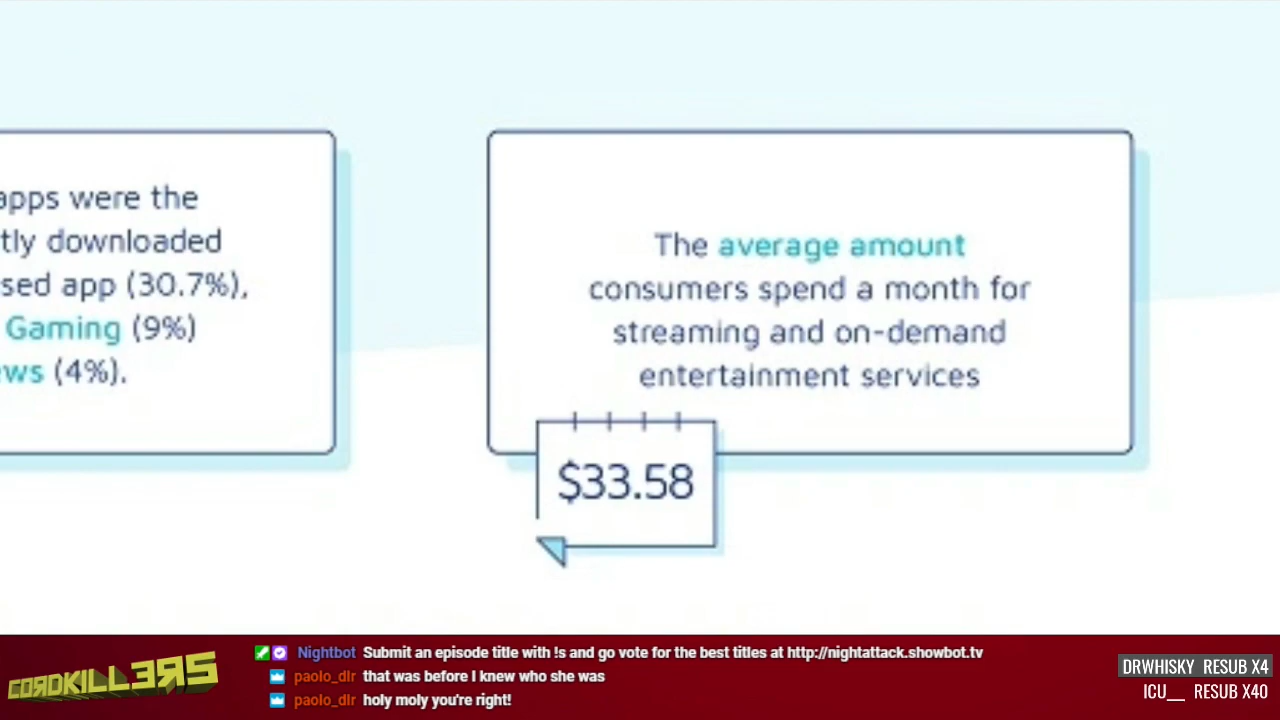 apps were the
tly downloaded
sed app (30.7%),
Gaming (9%)
ews (4%).
The average amount
consumers spend a month for
streaming and on-demand
entertainment services
$33.58
CORDKILLERS
Nightbot Submit an episode title with !s and go vote for the best titles at http://nightattack.showbot.tv
paolo_dlr that was before I knew who she was
paolo_dlr holy moly you're right!
DRWHISKY RESUB X4
ICU__ RESUB X40